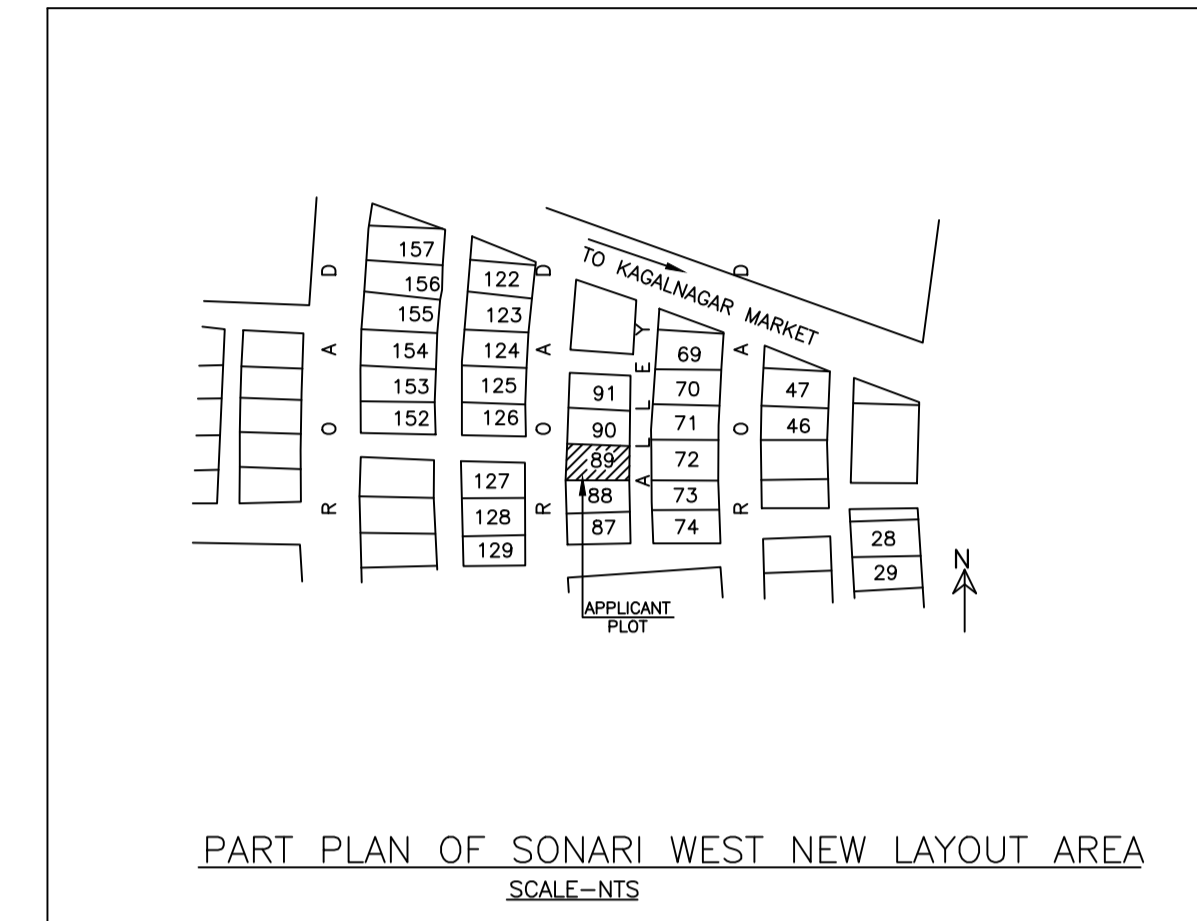 TO KAGALNAGAR MARKET
ROAD
157
156
155
154
153
152
122
123
124
125
126
127
128
129
ROAD
91
90
89
88
87
ALLEY
69
70
71
72
73
74
ROAD
47
46
28
29
N
APPLICANT
PLOT
PART PLAN OF SONARI WEST NEW LAYOUT AREA
SCALE-NTS